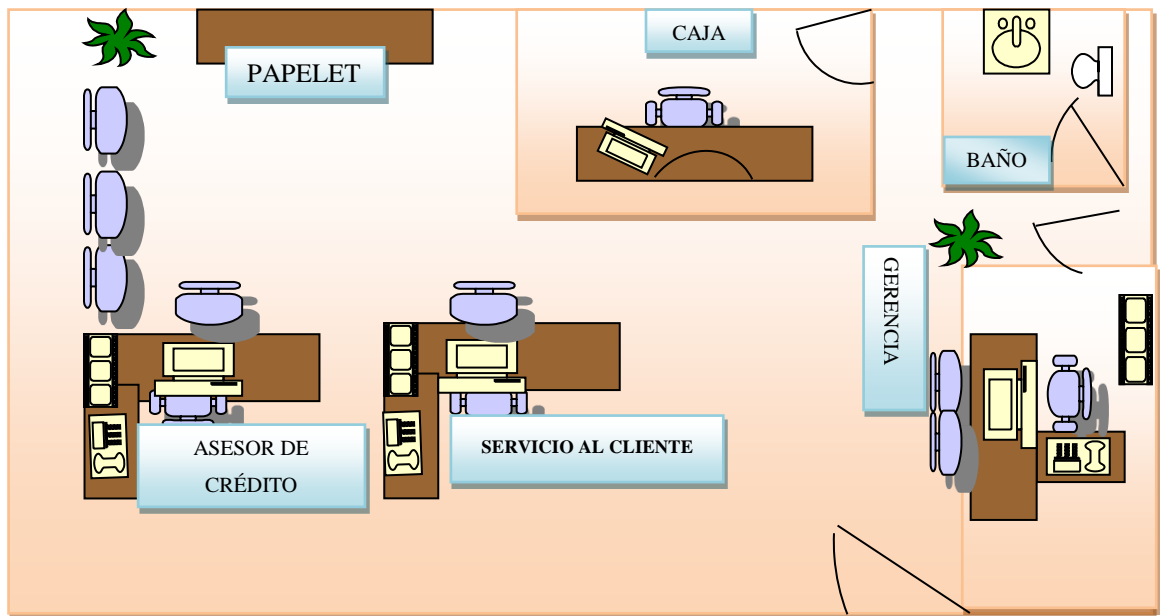 CAJA
PAPELET
BAÑO
GERENCIA
ASESOR DE
CRÉDITO
SERVICIO AL CLIENTE